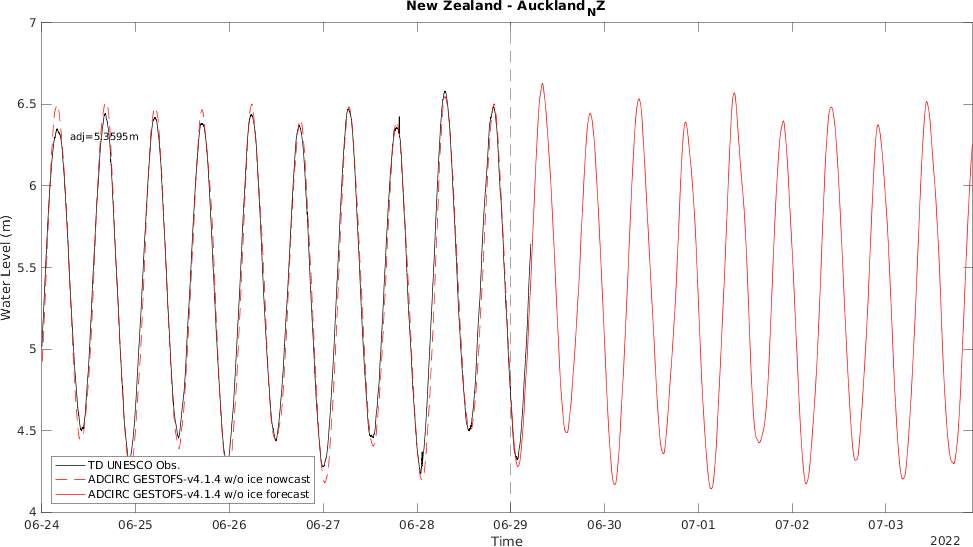 New Zealand - Auckland_NZ
7
6.5
6
5.5
5
4.5
4
Water Level (m)
adj=5.3595m
TD UNESCO Obs.
ADCIRC GESTOFS-v4.1.4 w/o ice nowcast
ADCIRC GESTOFS-v4.1.4 w/o ice forecast
06-24 06-25 06-26 06-27 06-28 06-29 06-30 07-01 07-02 07-03
Time
2022